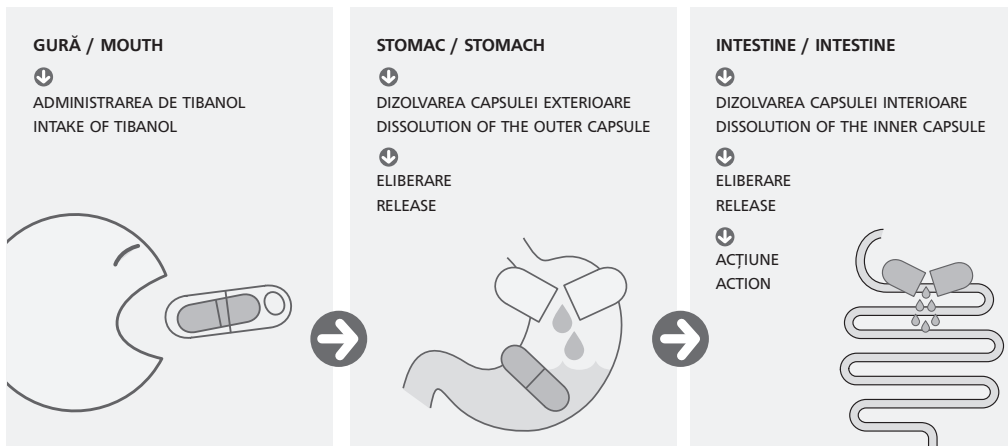 GURĂ / MOUTH
ADMINISTRAREA DE TIBANOL
INTAKE OF TIBANOL
STOMAC / STOMACH
DIZOLVAREA CAPSULEI EXTERIOARE
DISSOLUTION OF THE OUTER CAPSULE
ELIBERARE
RELEASE
INTESTINE / INTESTINE
DIZOLVAREA CAPSULEI INTERIOARE
DISSOLUTION OF THE INNER CAPSULE
ELIBERARE
RELEASE
ACȚIUNE
ACTION